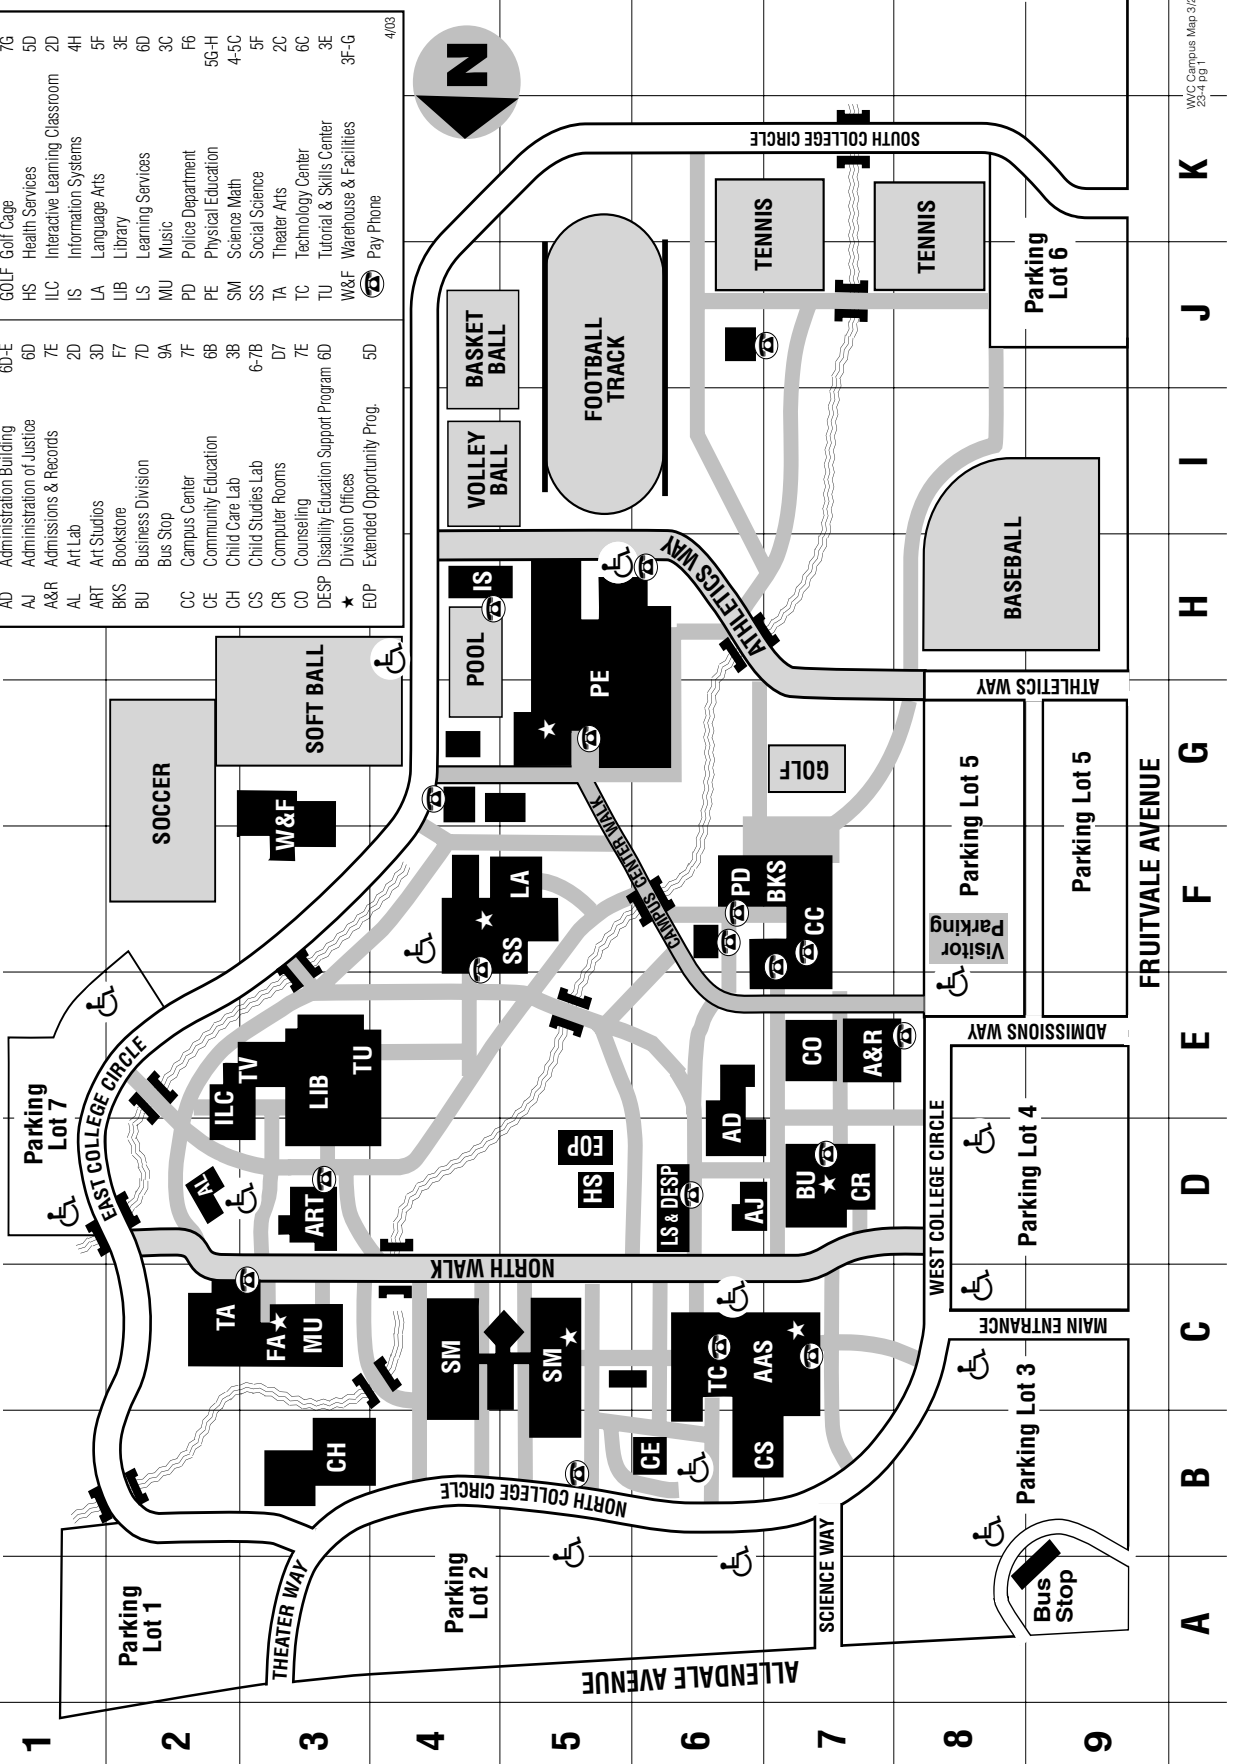 AD Administration Building 6D-E
AJ Administration of Justice 6D
A&R Admissions & Records 7E
AL Art Lab 2D
ART Art Studios 3D
BKS Bookstore F7
BU Business Division 7D
Bus Stop 9A
CC Campus Center 7F
CE Community Education 6B
CH Child Care Lab 3B
CS Child Studies Lab 6-7B
CR Computer Rooms D7
CO Counseling 7E
DESP Disability Education Support Program 6D
★ Division Offices
EOP Extended Opportunity Prog. 5D
GOLF Golf Cage 7G
HS Health Services 5D
ILC Interactive Learning Classroom 2D
IS Information Systems 4H
LA Language Arts 5F
LIB Library 3E
LS Learning Services 6D
MU Music 3C
PD Police Department F6
PE Physical Education 5G-H
SM Science Math 4-5C
SS Social Science 5F
TA Theater Arts 2C
TC Technology Center 6C
TU Tutorial & Skills Center 3E
W&F Warehouse & Facilities 3F-G
Pay Phone
4/03
N
WVC Campus Map 3/2
23-4 pg 1
SOUTH COLLEGE CIRCLE
TENNIS
TENNIS
Parking
Lot 6
BASKET
BALL
FOOTBALL
TRACK
VOLLEY
BALL
BASEBALL
ATHLETICS WAY
ATHLETICS WAY
IS
POOL
PE
★
SOFT BALL
SOCCER
W&F
GOLF
Parking Lot 5
Parking Lot 5
FRUITVALE AVENUE
CAMPUS CENTER WALK
LA
★
SS
PD
BKS
CC
Visitor
Parking
ADMISSIONS WAY
Parking
Lot 7
EAST COLLEGE CIRCLE
TV
ILC
LIB
TU
AL
ART
EOP
HS
LS & DESP
AD
AJ
CO
A&R
BU
★
CR
WEST COLLEGE CIRCLE
Parking Lot 4
NORTH WALK
TA
FA★
MU
SM
SM
★
TC
AAS
★
MAIN ENTRANCE
CH
CE
CS
Parking Lot 3
NORTH COLLEGE CIRCLE
Parking
Lot 1
THEATER WAY
Parking
Lot 2
SCIENCE WAY
Bus
Stop
ALLENDALE AVENUE
A
B
C
D
E
F
G
H
I
J
K
1
2
3
4
5
6
7
8
9